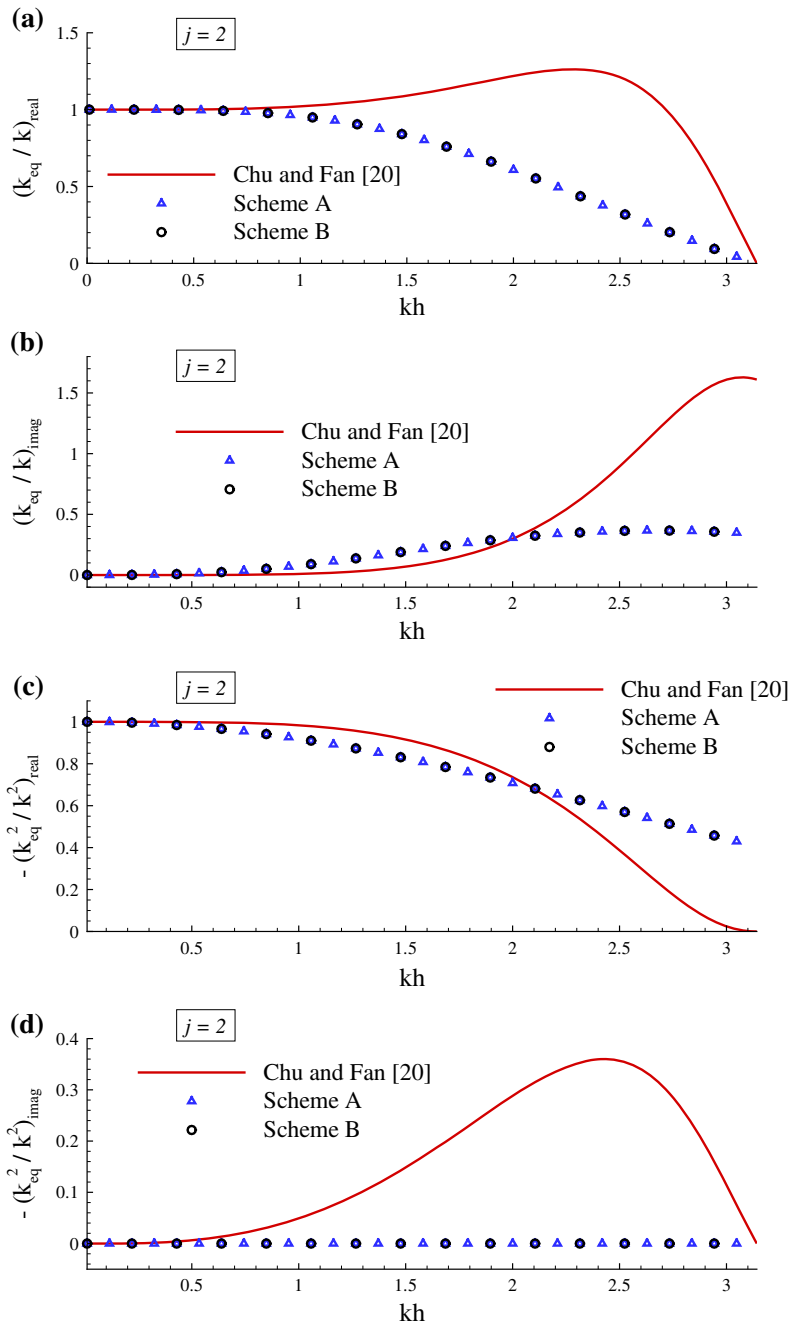 (a)
j = 2
1.5
1
0.5
0
(k_eq / k)_real
Chu and Fan [20]
Scheme A
Scheme B
0 0.5 1 1.5 2 2.5 3
kh
(b)
j = 2
1.5
1
0.5
0
(k_eq / k)_imag
Chu and Fan [20]
Scheme A
Scheme B
0.5 1 1.5 2 2.5 3
kh
(c)
j = 2
1
0.8
0.6
0.4
0.2
0
- (k_eq^2 / k^2)_real
Chu and Fan [20]
Scheme A
Scheme B
0.5 1 1.5 2 2.5 3
kh
(d)
j = 2
0.4
0.3
0.2
0.1
0
- (k_eq^2 / k^2)_imag
Chu and Fan [20]
Scheme A
Scheme B
0.5 1 1.5 2 2.5 3
kh